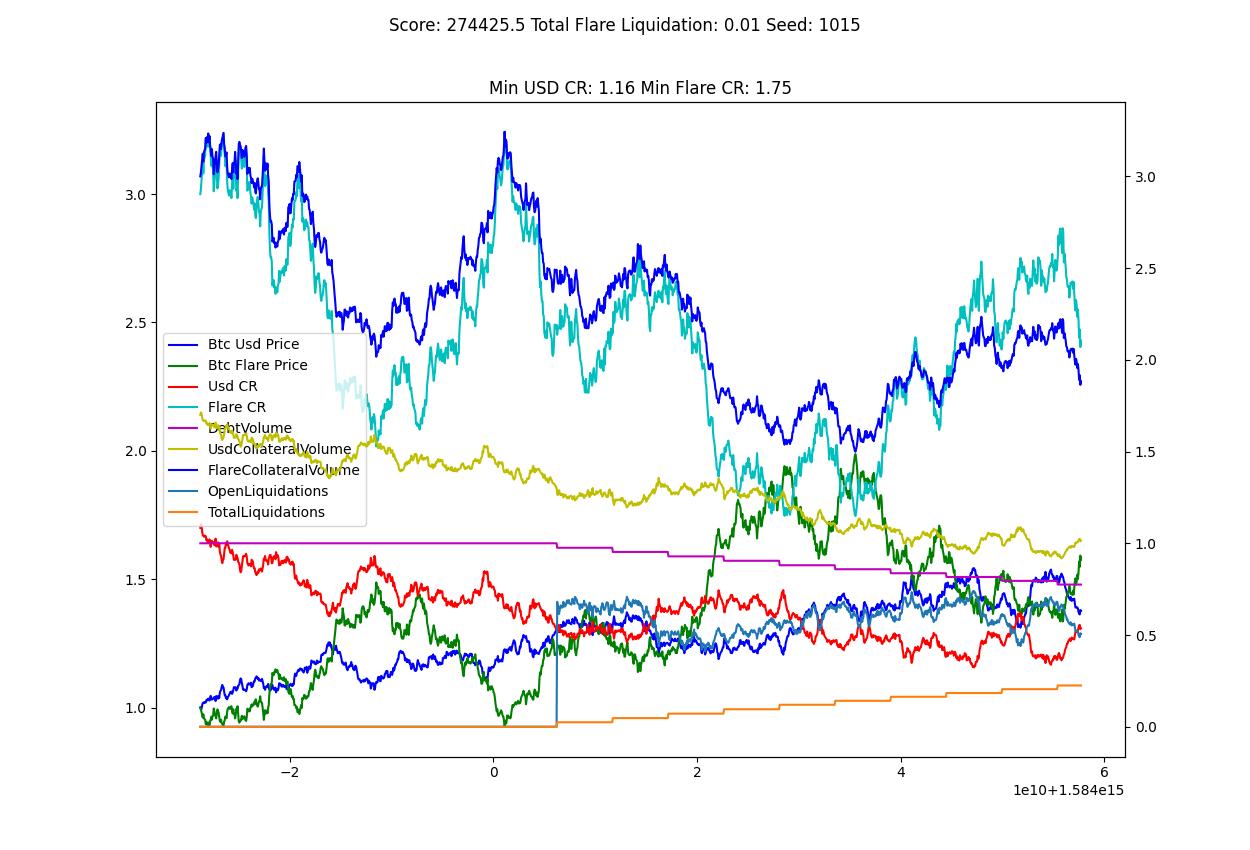 Score: 274425.5 Total Flare Liquidation: 0.01 Seed: 1015
Min USD CR: 1.16 Min Flare CR: 1.75
3.0
2.5
2.0
1.5
1.0
Btc Usd Price
Btc Flare Price
Usd CR
Flare CR
DebtVolume
UsdCollateralVolume
FlareCollateralVolume
OpenLiquidations
TotalLiquidations
3.0
2.5
2.0
1.5
1.0
0.5
0.0
−2 0 2 4 6
1e10+1.584e15